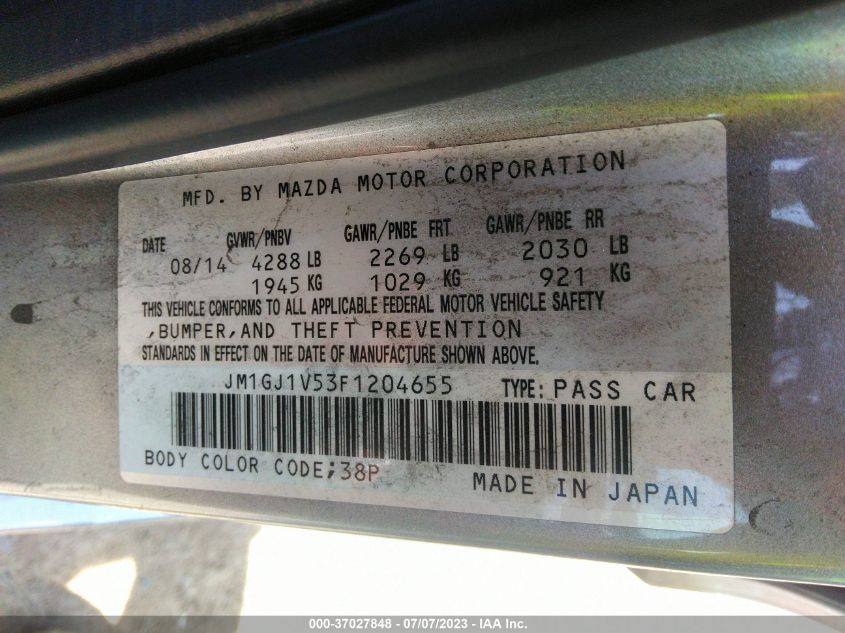 MFD. BY MAZDA MOTOR CORPORATION
DATE GVWR/PNBV GAWR/PNBE FRT GAWR/PNBE RR
08/14 4288 LB 2269 LB 2030 LB
1945 KG 1029 KG 921 KG
THIS VEHICLE CONFORMS TO ALL APPLICABLE FEDERAL MOTOR VEHICLE SAFETY
,BUMPER,AND THEFT PREVENTION
STANDARDS IN EFFECT ON THE DATE OF MANUFACTURE SHOWN ABOVE.
JM1GJ1V53F1204655 TYPE: PASS CAR
BODY COLOR CODE;38P
MADE IN JAPAN
000-37027848 - 07/07/2023 - IAA Inc.